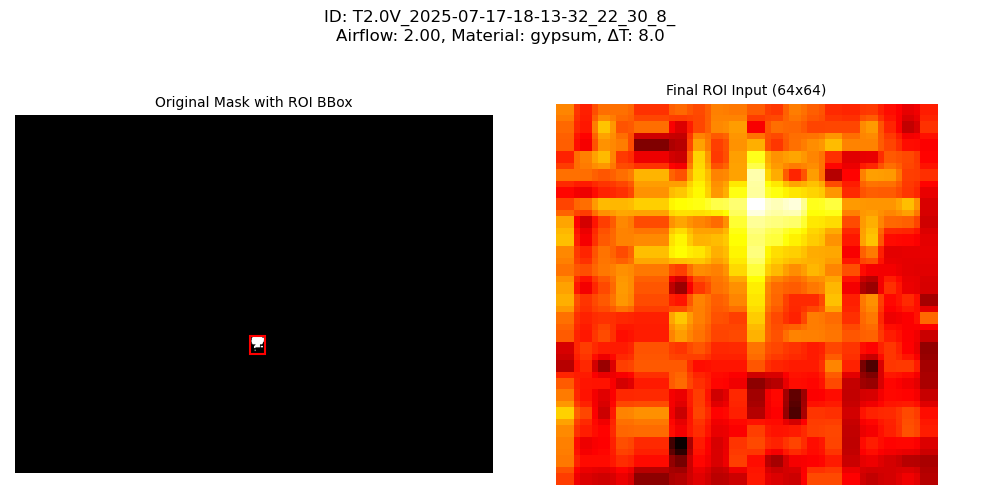 ID: T2.0V_2025-07-17-18-13-32_22_30_8_
Airflow: 2.00, Material: gypsum, ΔT: 8.0
Original Mask with ROI BBox
Final ROI Input (64x64)